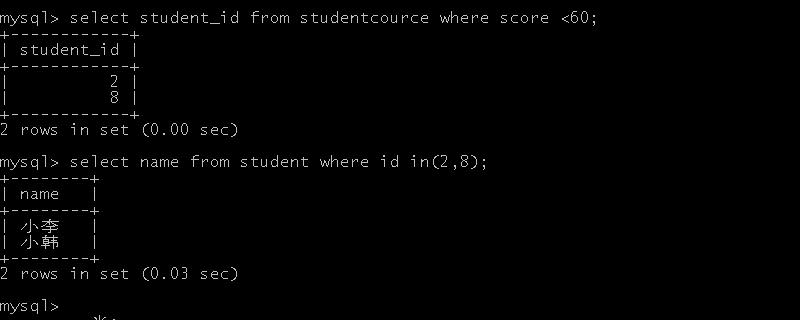 mysql> select student_id from studentcource where score <60;
+------------+
| student_id |
+------------+
|          2 |
|          8 |
+------------+
2 rows in set (0.00 sec)
mysql> select name from student where id in(2,8);
+--------+
| name   |
+--------+
| 小李   |
| 小韩   |
+--------+
2 rows in set (0.03 sec)
mysql>